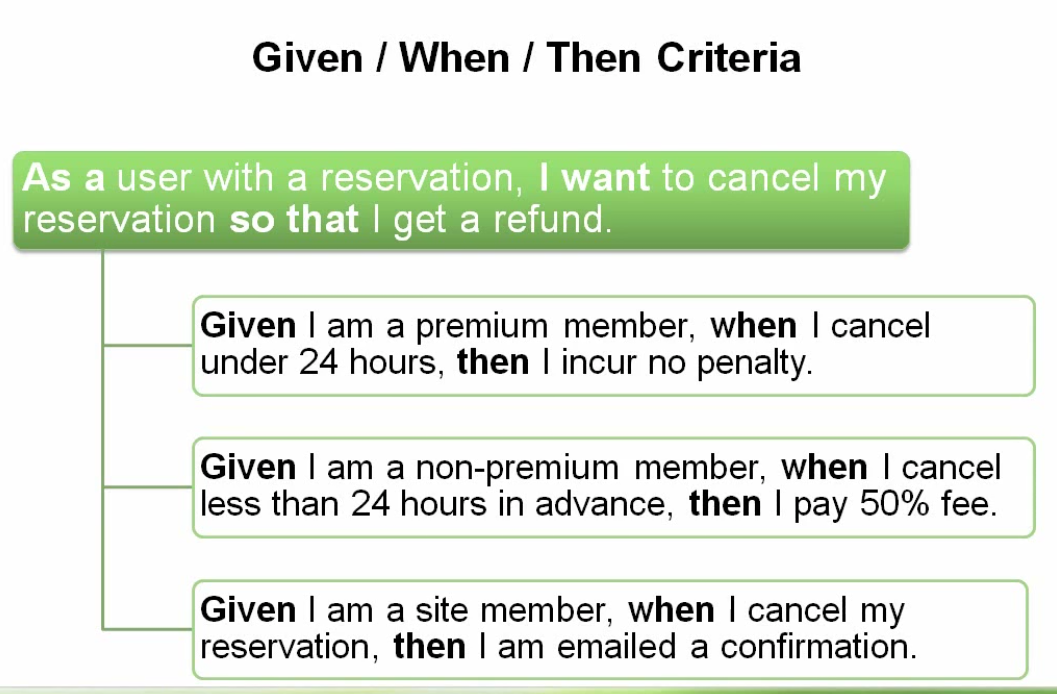 Given / When / Then Criteria
As a user with a reservation, I want to cancel my
reservation so that I get a refund.
Given I am a premium member, when I cancel
under 24 hours, then I incur no penalty.
Given I am a non-premium member, when I cancel
less than 24 hours in advance, then I pay 50% fee.
Given I am a site member, when I cancel my
reservation, then I am emailed a confirmation.